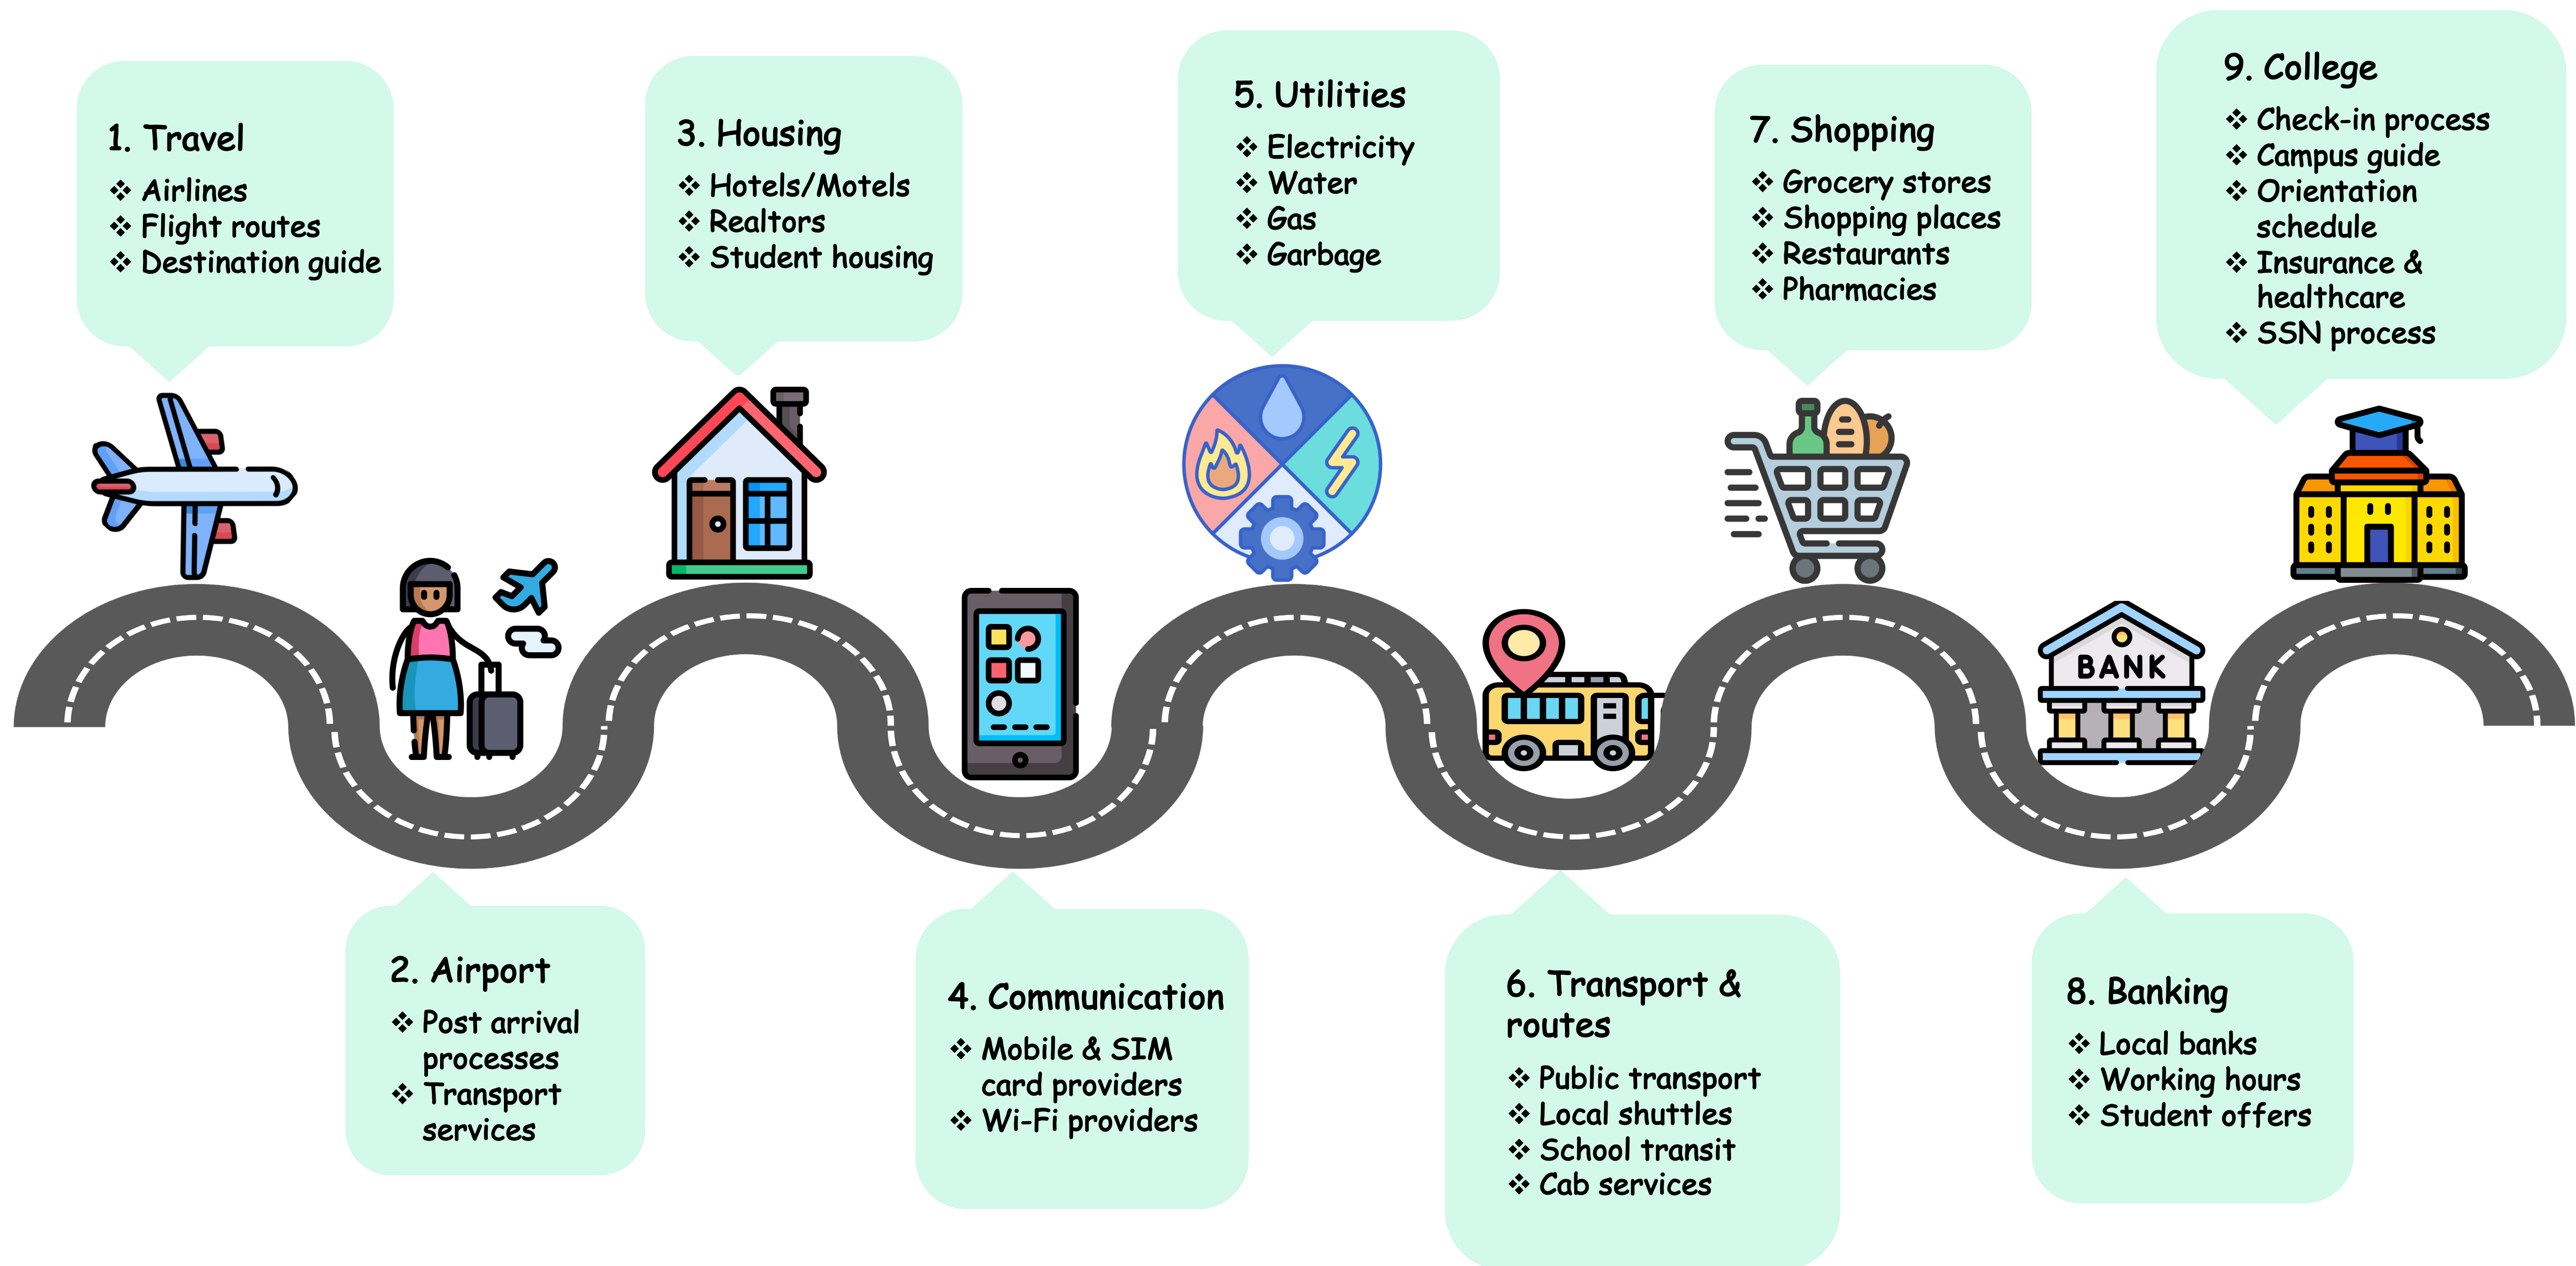 1. Travel
❖ Airlines
❖ Flight routes
❖ Destination guide
2. Airport
❖ Post arrival
processes
❖ Transport
services
3. Housing
❖ Hotels/Motels
❖ Realtors
❖ Student housing
4. Communication
❖ Mobile & SIM
card providers
❖ Wi-Fi providers
5. Utilities
❖ Electricity
❖ Water
❖ Gas
❖ Garbage
6. Transport &
routes
❖ Public transport
❖ Local shuttles
❖ School transit
❖ Cab services
7. Shopping
❖ Grocery stores
❖ Shopping places
❖ Restaurants
❖ Pharmacies
BANK
8. Banking
❖ Local banks
❖ Working hours
❖ Student offers
9. College
❖ Check-in process
❖ Campus guide
❖ Orientation
schedule
❖ Insurance &
healthcare
❖ SSN process